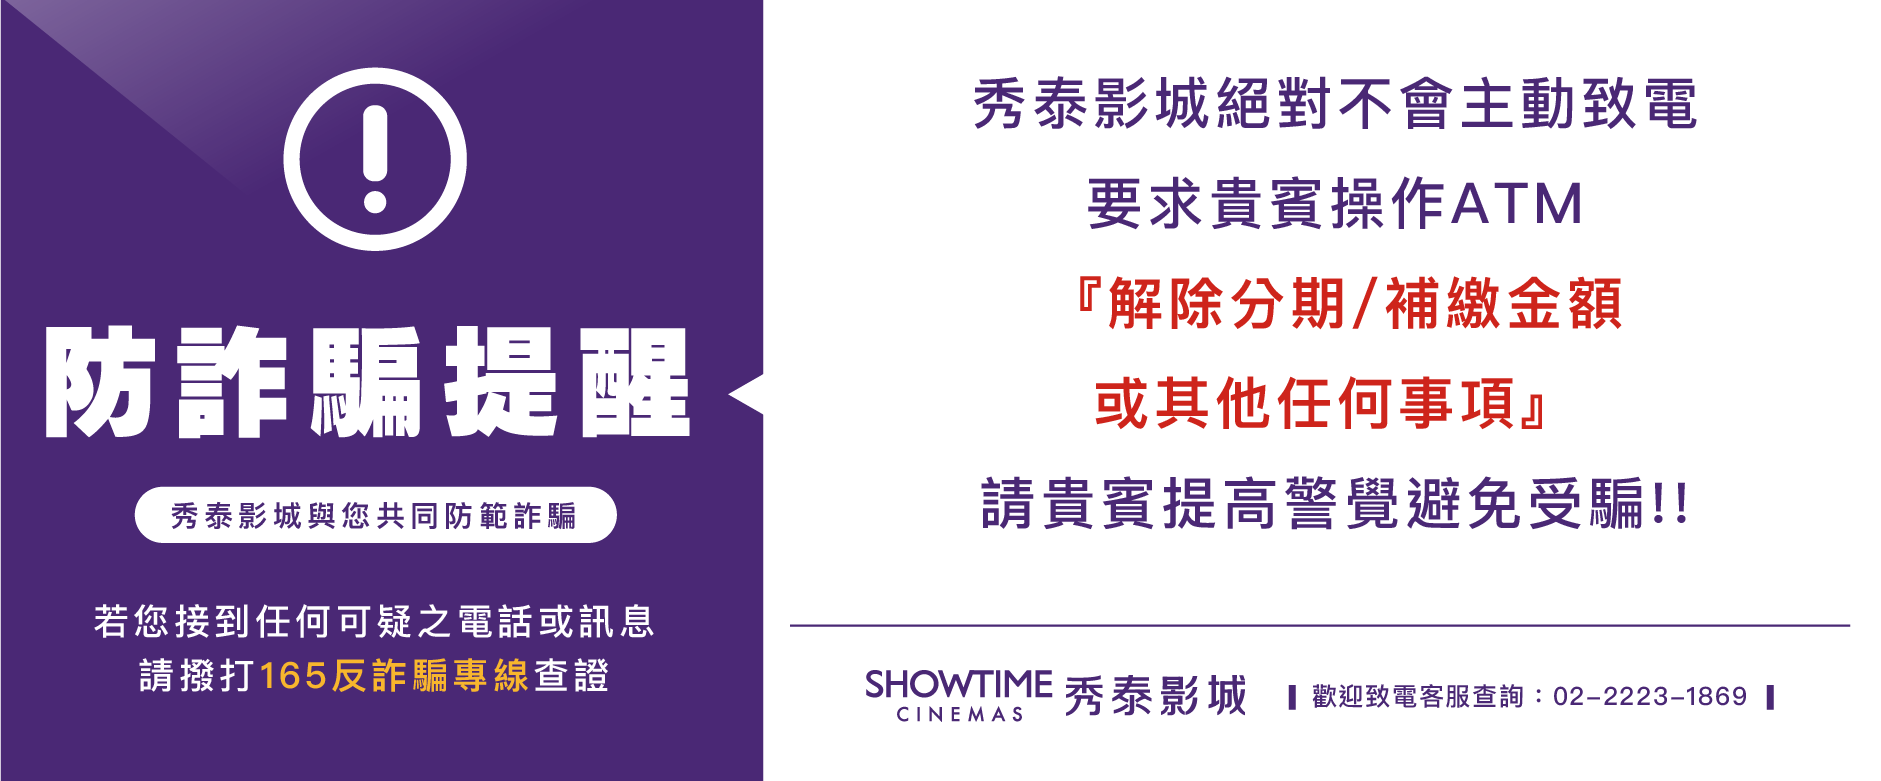 防詐騙提醒
秀泰影城與您共同防範詐騙
若您接到任何可疑之電話或訊息
請撥打165反詐騙專線查證
秀泰影城絕對不會主動致電
要求貴賓操作ATM
『解除分期/補繳金額
或其他任何事項』
請貴賓提高警覺避免受騙!!
SHOWTIME
CINEMAS
秀泰影城
歡迎致電客服查詢：02-2223-1869